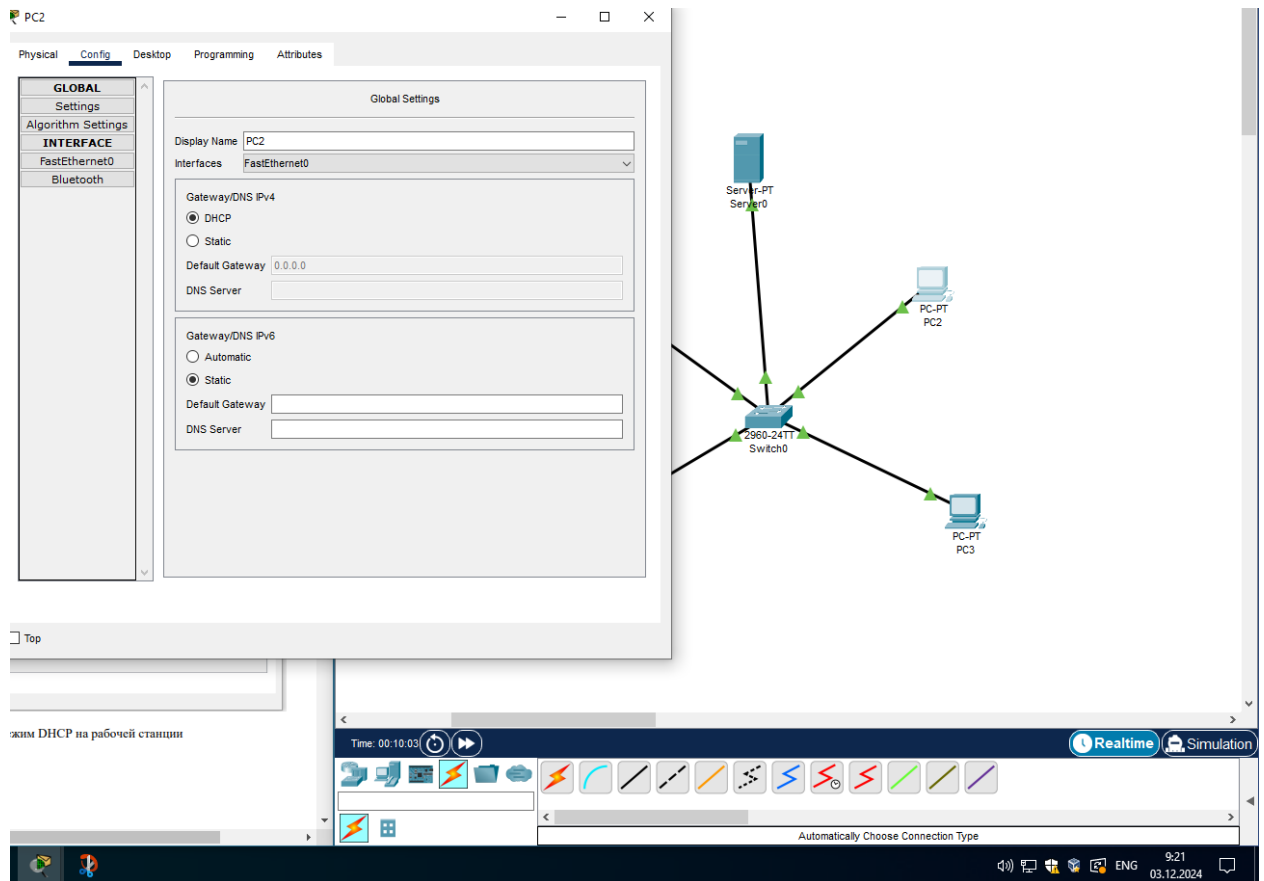 PC2
Physical Config Desktop Programming Attributes
GLOBAL
Settings
Algorithm Settings
INTERFACE
FastEthernet0
Bluetooth
Global Settings
Display Name PC2
Interfaces FastEthernet0
Gateway/DNS IPv4
DHCP
Static
Default Gateway 0.0.0.0
DNS Server
Gateway/DNS IPv6
Automatic
Static
Default Gateway
DNS Server
Top
Server-PT
Server0
PC-PT
PC2
2960-24TT
Switch0
PC-PT
PC3
жим DHCP на рабочей станции
Time: 00:10:03
Realtime
Simulation
Automatically Choose Connection Type
ENG
9:21
03.12.2024